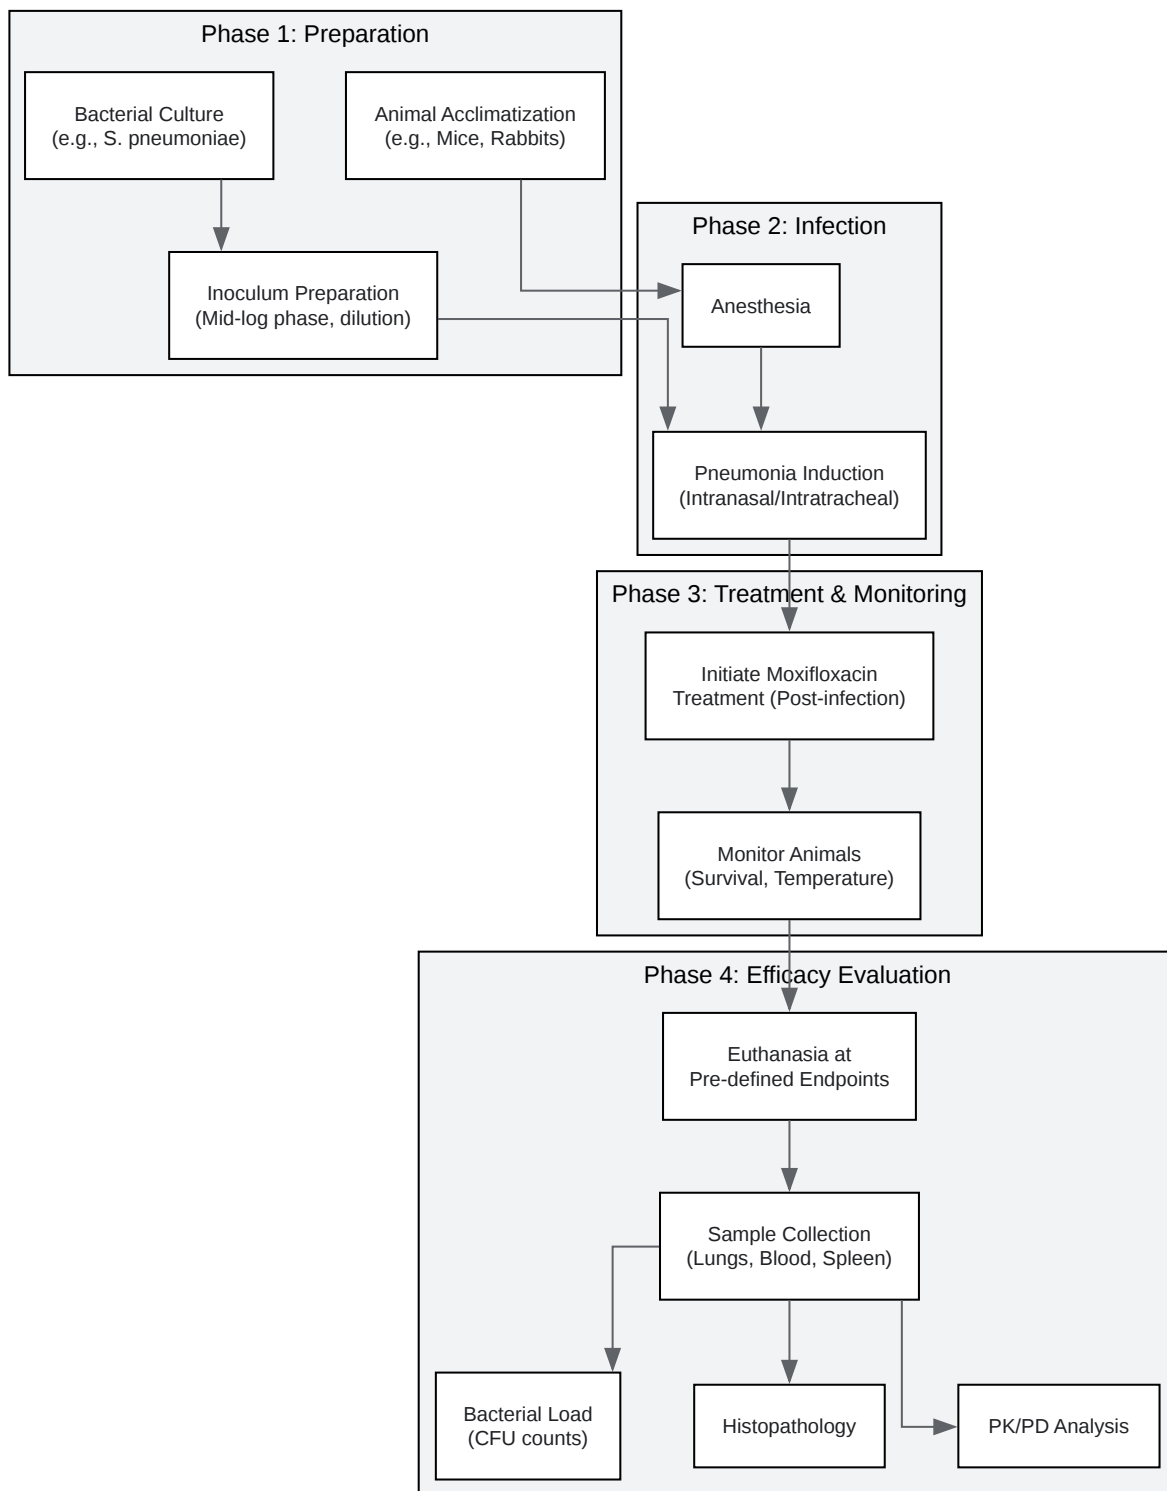 Phase 1: Preparation
Bacterial Culture
(e.g., S. pneumoniae)
Animal Acclimatization
(e.g., Mice, Rabbits)
Inoculum Preparation
(Mid-log phase, dilution)
Phase 2: Infection
Anesthesia
Pneumonia Induction
(Intranasal/Intratracheal)
Phase 3: Treatment & Monitoring
Initiate Moxifloxacin
Treatment (Post-infection)
Monitor Animals
(Survival, Temperature)
Phase 4: Efficacy Evaluation
Euthanasia at
Pre-defined Endpoints
Sample Collection
(Lungs, Blood, Spleen)
Bacterial Load
(CFU counts)
Histopathology
PK/PD Analysis